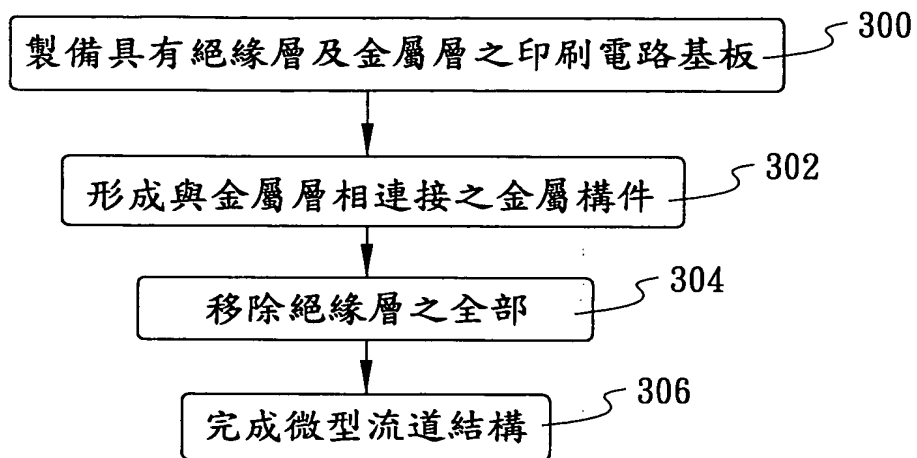 製備具有絕緣層及金屬層之印刷電路基板
300
形成與金屬層相連接之金屬構件
302
移除絕緣層之全部
304
完成微型流道結構
306